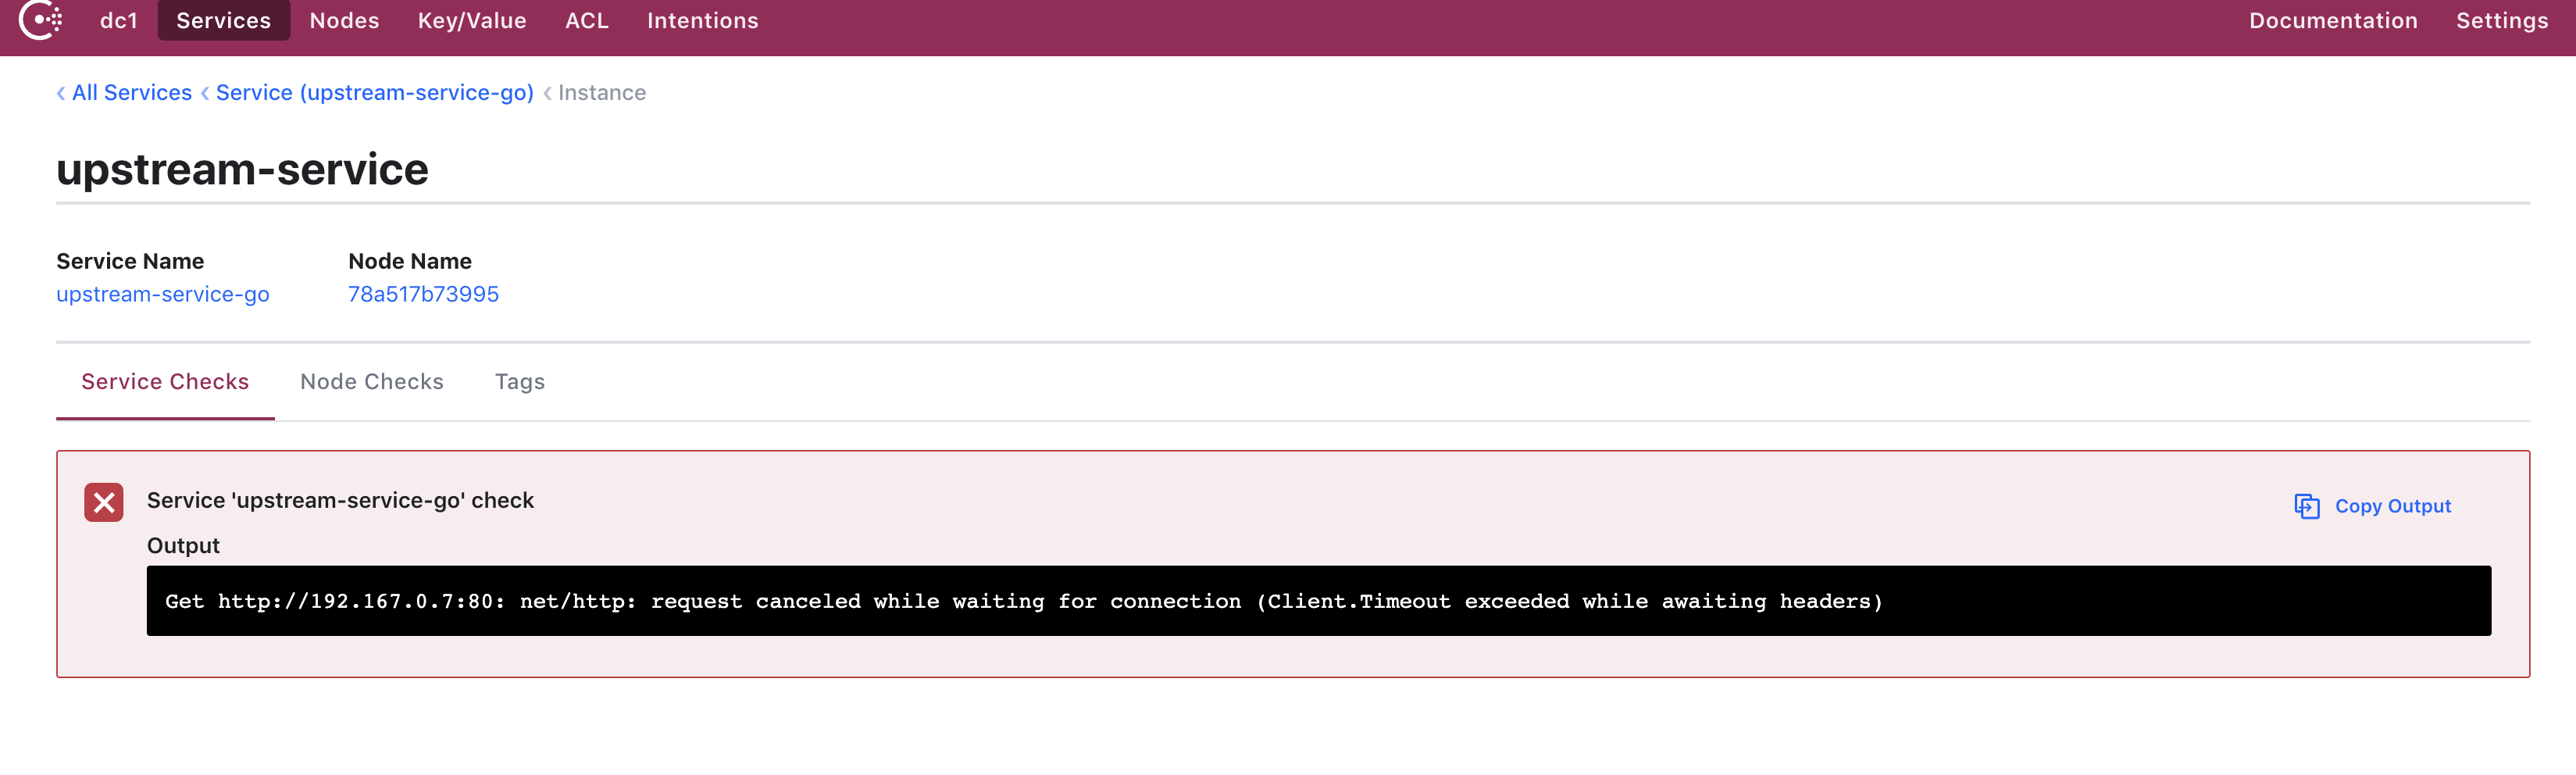 dc1 Services Nodes Key/Value ACL Intentions Documentation Settings
‹ All Services ‹ Service (upstream-service-go) ‹ Instance
upstream-service
Service Name Node Name
upstream-service-go 78a517b73995
Service Checks Node Checks Tags
Service 'upstream-service-go' check
Copy Output
Output
Get http://192.167.0.7:80: net/http: request canceled while waiting for connection (Client.Timeout exceeded while awaiting headers)